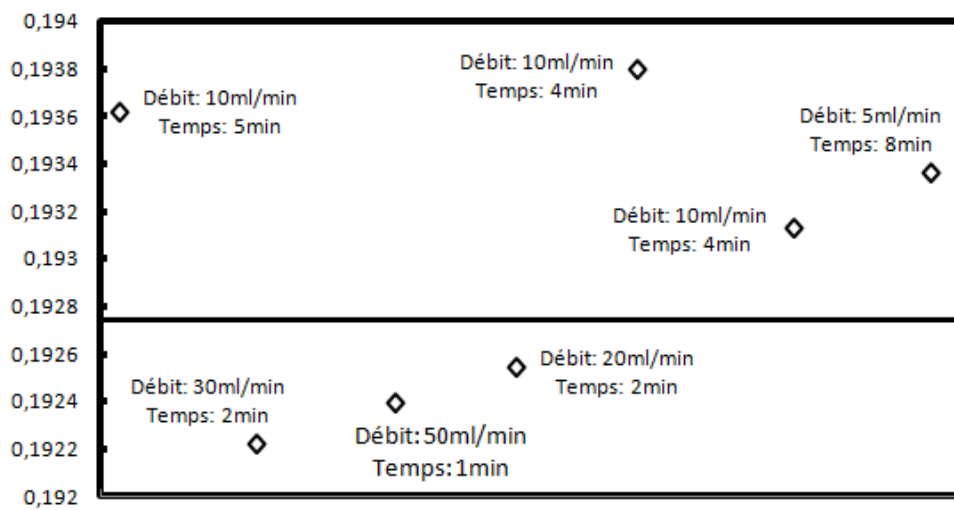 0,194
0,1938
0,1936
0,1934
0,1932
0,193
0,1928
0,1926
0,1924
0,1922
0,192
Débit: 10ml/min
Temps: 5min
Débit: 10ml/min
Temps: 4min
Débit: 5ml/min
Temps: 8min
Débit: 10ml/min
Temps: 4min
Débit: 30ml/min
Temps: 2min
Débit: 50ml/min
Temps: 1min
Débit: 20ml/min
Temps: 2min